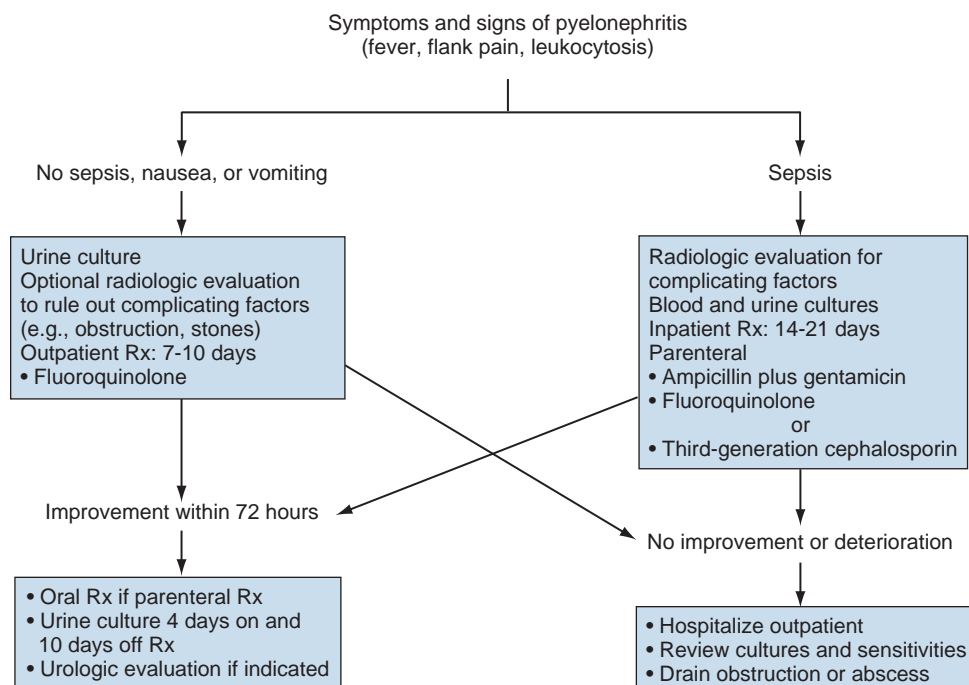 Symptoms and signs of pyelonephritis
(fever, flank pain, leukocytosis)
No sepsis, nausea, or vomiting
Sepsis
Urine culture
Optional radiologic evaluation
to rule out complicating factors
(e.g., obstruction, stones)
Outpatient Rx: 7-10 days
• Fluoroquinolone
Radiologic evaluation for
complicating factors
Blood and urine cultures
Inpatient Rx: 14-21 days
Parenteral
• Ampicillin plus gentamicin
• Fluoroquinolone
or
• Third-generation cephalosporin
Improvement within 72 hours
No improvement or deterioration
• Oral Rx if parenteral Rx
• Urine culture 4 days on and
10 days off Rx
• Urologic evaluation if indicated
• Hospitalize outpatient
• Review cultures and sensitivities
• Drain obstruction or abscess